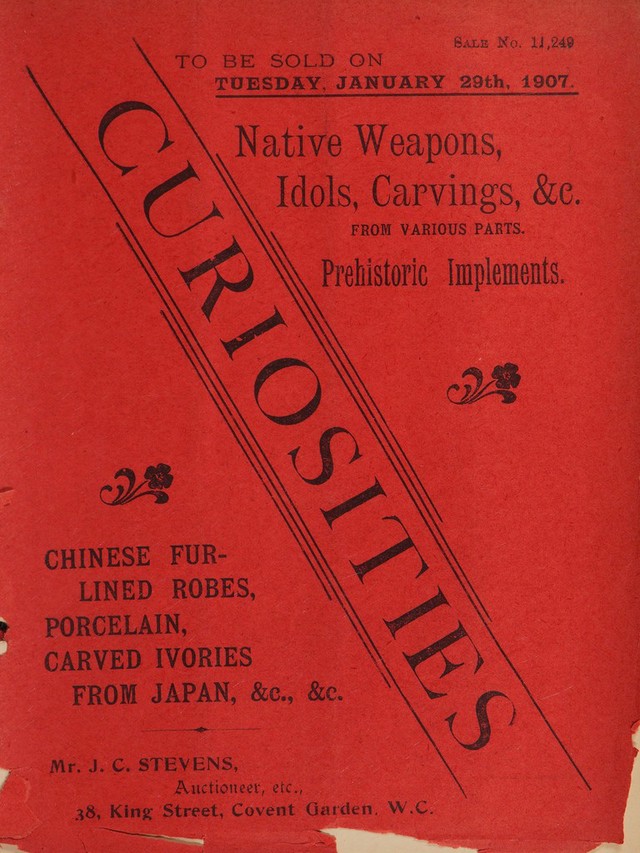 SALE No. 11,249
TO BE SOLD ON
TUESDAY, JANUARY 29th, 1907.
Native Weapons,
Idols, Carvings, &c.
FROM VARIOUS PARTS.
Prehistoric Implements.
CURIOSITIES
CHINESE FUR-
LINED ROBES,
PORCELAIN,
CARVED IVORIES
FROM JAPAN, &c., &c.
Mr. J. C. STEVENS,
Auctioneer, etc.,
38, King Street, Covent Garden, W.C.